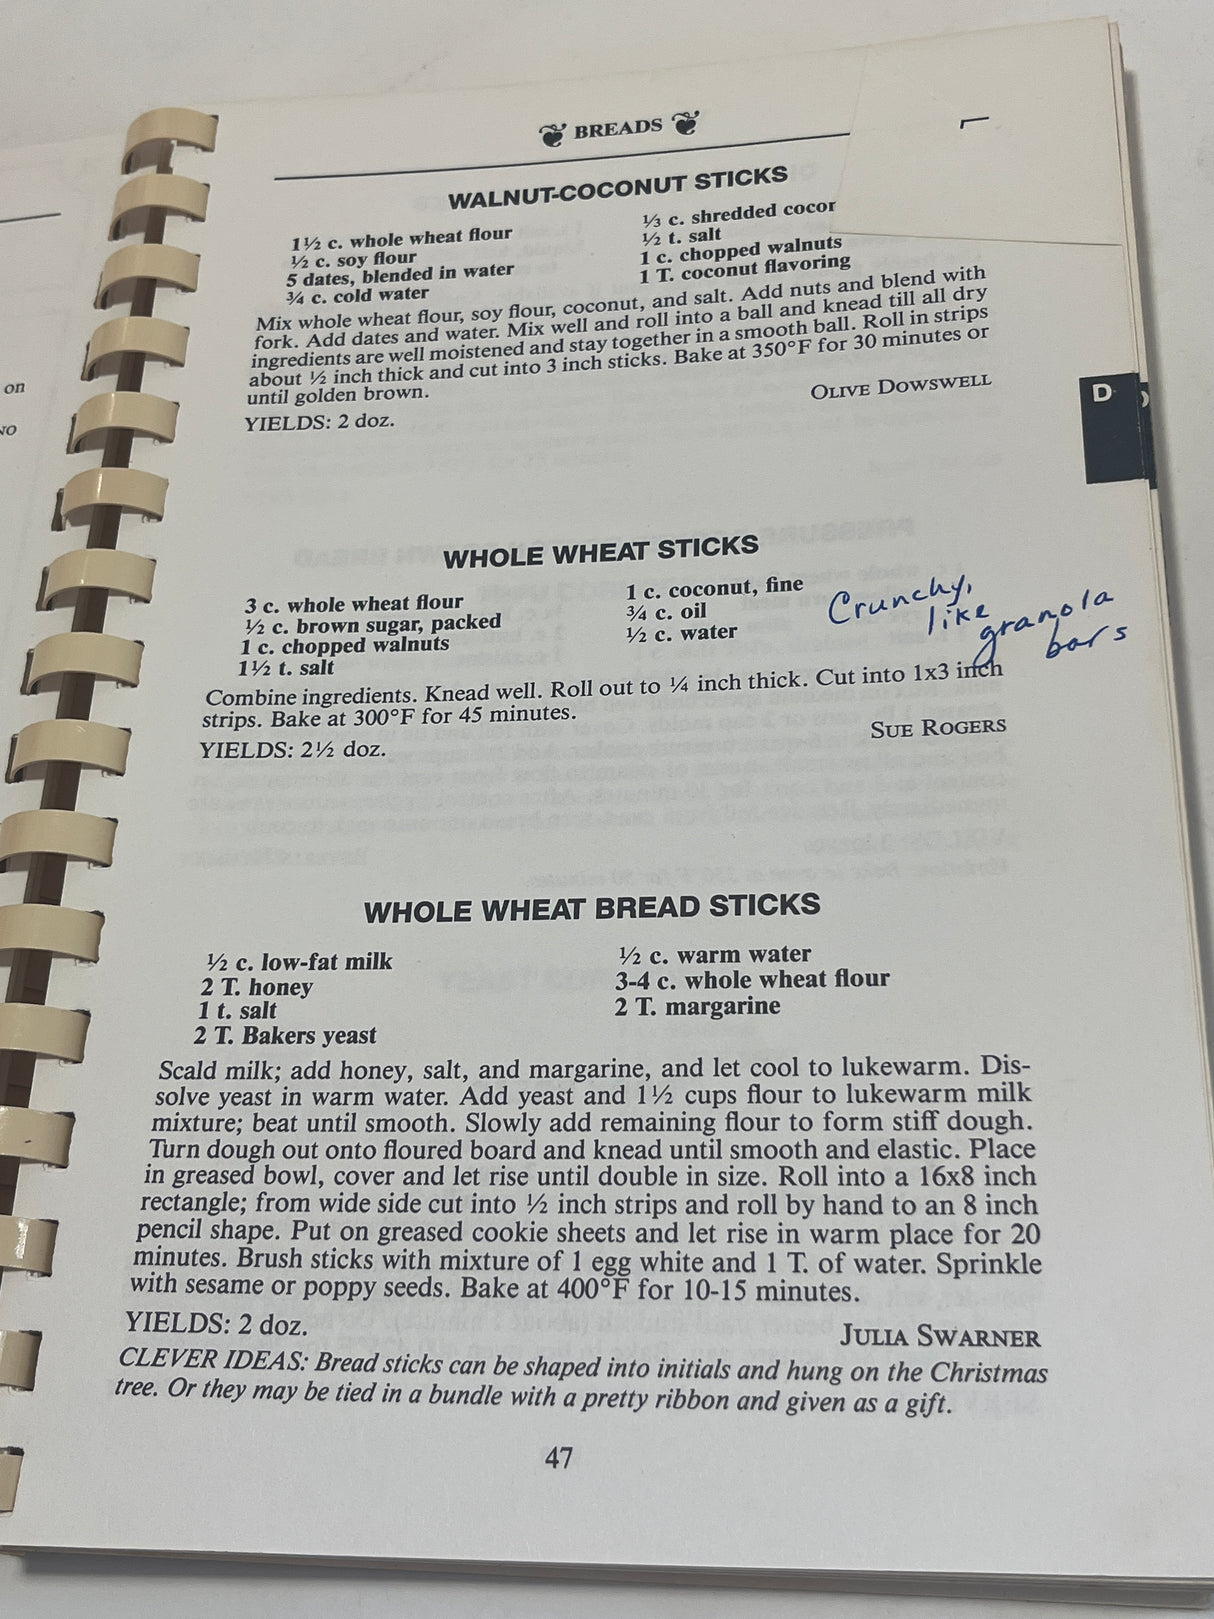 BREADS
WALNUT-COCONUT STICKS
1½ c. whole wheat flour
½ c. soy flour
5 dates, blended in water
¾ c. cold water
⅓ c. shredded cocor
½ t. salt
1 c. chopped walnuts
1 T. coconut flavoring
Mix whole wheat flour, soy flour, coconut, and salt. Add nuts and blend with
fork. Add dates and water. Mix well and roll into a ball and knead till all dry
ingredients are well moistened and stay together in a smooth ball. Roll in strips
about ½ inch thick and cut into 3 inch sticks. Bake at 350°F for 30 minutes or
until golden brown.
OLIVE DOWSWELL
YIELDS: 2 doz.
on
D
WHOLE WHEAT STICKS
3 c. whole wheat flour
½ c. brown sugar, packed
1 c. chopped walnuts
1½ t. salt
1 c. coconut, fine
¾ c. oil
½ c. water
Crunchy,
like
granola
bars
Combine ingredients. Knead well. Roll out to ¼ inch thick. Cut into 1x3 inch
strips. Bake at 300°F for 45 minutes.
SUE ROGERS
YIELDS: 2½ doz.
WHOLE WHEAT BREAD STICKS
½ c. low-fat milk
2 T. honey
1 t. salt
2 T. Bakers yeast
½ c. warm water
3-4 c. whole wheat flour
2 T. margarine
Scald milk; add honey, salt, and margarine, and let cool to lukewarm. Dis-
solve yeast in warm water. Add yeast and 1½ cups flour to lukewarm milk
mixture; beat until smooth. Slowly add remaining flour to form stiff dough.
Turn dough out onto floured board and knead until smooth and elastic. Place
in greased bowl, cover and let rise until double in size. Roll into a 16x8 inch
rectangle; from wide side cut into ½ inch strips and roll by hand to an 8 inch
pencil shape. Put on greased cookie sheets and let rise in warm place for 20
minutes. Brush sticks with mixture of 1 egg white and 1 T. of water. Sprinkle
with sesame or poppy seeds. Bake at 400°F for 10-15 minutes.
YIELDS: 2 doz.
JULIA SWARNER
CLEVER IDEAS: Bread sticks can be shaped into initials and hung on the Christmas
tree. Or they may be tied in a bundle with a pretty ribbon and given as a gift.
47